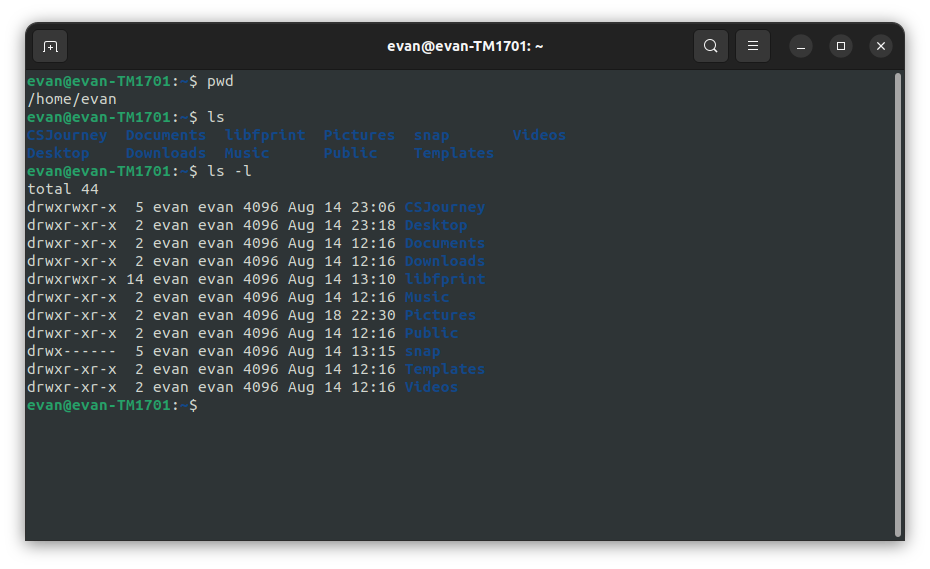 evan@evan-TM1701: ~
evan@evan-TM1701:~$ pwd
/home/evan
evan@evan-TM1701:~$ ls
CSJourney  Documents  libfprint  Pictures  snap       Videos
Desktop    Downloads  Music      Public    Templates
evan@evan-TM1701:~$ ls -l
total 44
drwxrwxr-x  5 evan evan 4096 Aug 14 23:06 CSJourney
drwxr-xr-x  2 evan evan 4096 Aug 14 23:18 Desktop
drwxr-xr-x  2 evan evan 4096 Aug 14 12:16 Documents
drwxr-xr-x  2 evan evan 4096 Aug 14 12:16 Downloads
drwxrwxr-x 14 evan evan 4096 Aug 14 13:10 libfprint
drwxr-xr-x  2 evan evan 4096 Aug 14 12:16 Music
drwxr-xr-x  2 evan evan 4096 Aug 18 22:30 Pictures
drwxr-xr-x  2 evan evan 4096 Aug 14 12:16 Public
drwx------  5 evan evan 4096 Aug 14 13:15 snap
drwxr-xr-x  2 evan evan 4096 Aug 14 12:16 Templates
drwxr-xr-x  2 evan evan 4096 Aug 14 12:16 Videos
evan@evan-TM1701:~$